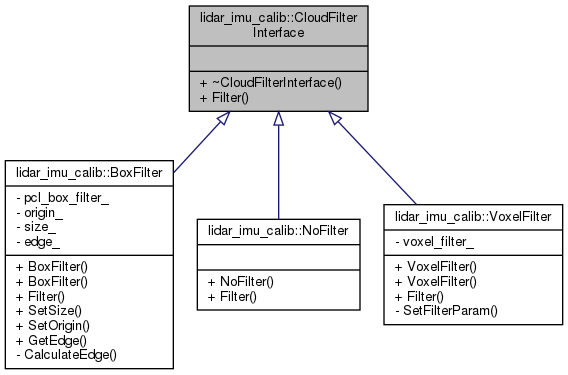 lidar_imu_calib::CloudFilter
Interface
+ ~CloudFilterInterface()
+ Filter()
lidar_imu_calib::BoxFilter
- pcl_box_filter_
- origin_
- size_
- edge_
+ BoxFilter()
+ BoxFilter()
+ Filter()
+ SetSize()
+ SetOrigin()
+ GetEdge()
- CalculateEdge()
lidar_imu_calib::NoFilter
+ NoFilter()
+ Filter()
lidar_imu_calib::VoxelFilter
- voxel_filter_
+ VoxelFilter()
+ VoxelFilter()
+ Filter()
- SetFilterParam()